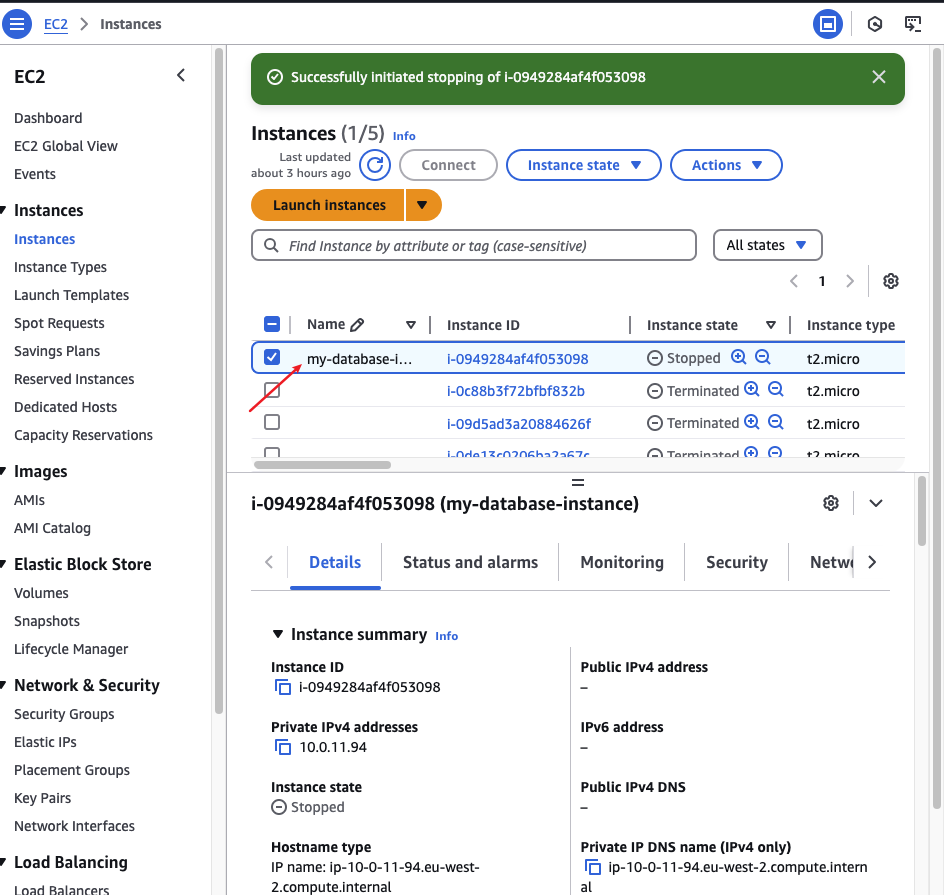 EC2 > Instances
EC2
Dashboard
EC2 Global View
Events
Instances
Instances
Instance Types
Launch Templates
Spot Requests
Savings Plans
Reserved Instances
Dedicated Hosts
Capacity Reservations
Images
AMIs
AMI Catalog
Elastic Block Store
Volumes
Snapshots
Lifecycle Manager
Network & Security
Security Groups
Elastic IPs
Placement Groups
Key Pairs
Network Interfaces
Load Balancing
Load Balancers
Successfully initiated stopping of i-0949284af4f053098
Instances (1/5) Info
Last updated
about 3 hours ago
Connect
Instance state
Actions
Launch instances
Find Instance by attribute or tag (case-sensitive)
All states
1
Name Instance ID Instance state Instance type
my-database-i... i-0949284af4f053098 Stopped t2.micro
i-0c88b3f72bfbf832b Terminated t2.micro
i-09d5ad3a20884626f Terminated t2.micro
i-0de13c0206ba2a67c Terminated t2.micro
i-0949284af4f053098 (my-database-instance)
Details Status and alarms Monitoring Security Netwo
Instance summary Info
Instance ID
i-0949284af4f053098
Public IPv4 address
–
Private IPv4 addresses
10.0.11.94
IPv6 address
–
Instance state
Stopped
Public IPv4 DNS
–
Hostname type
IP name: ip-10-0-11-94.eu-west-
2.compute.internal
Private IP DNS name (IPv4 only)
ip-10-0-11-94.eu-west-2.compute.intern
al